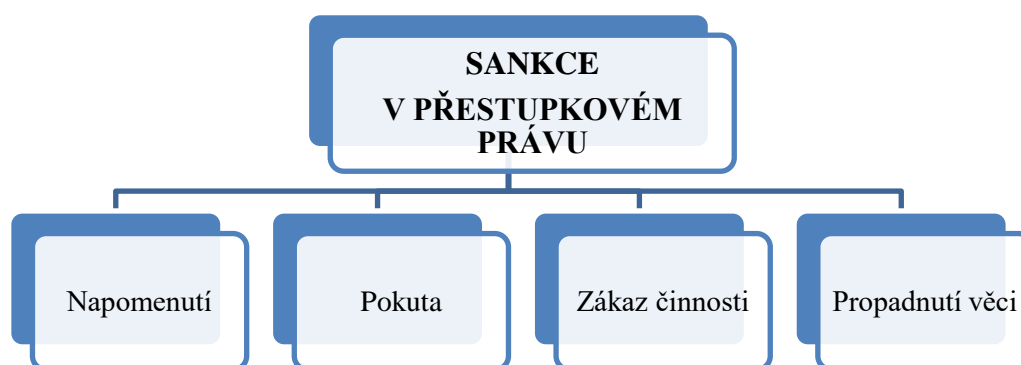 SANKCE
V PŘESTUPKOVÉM
PRÁVU
Napomenutí
Pokuta
Zákaz činnosti
Propadnutí věci